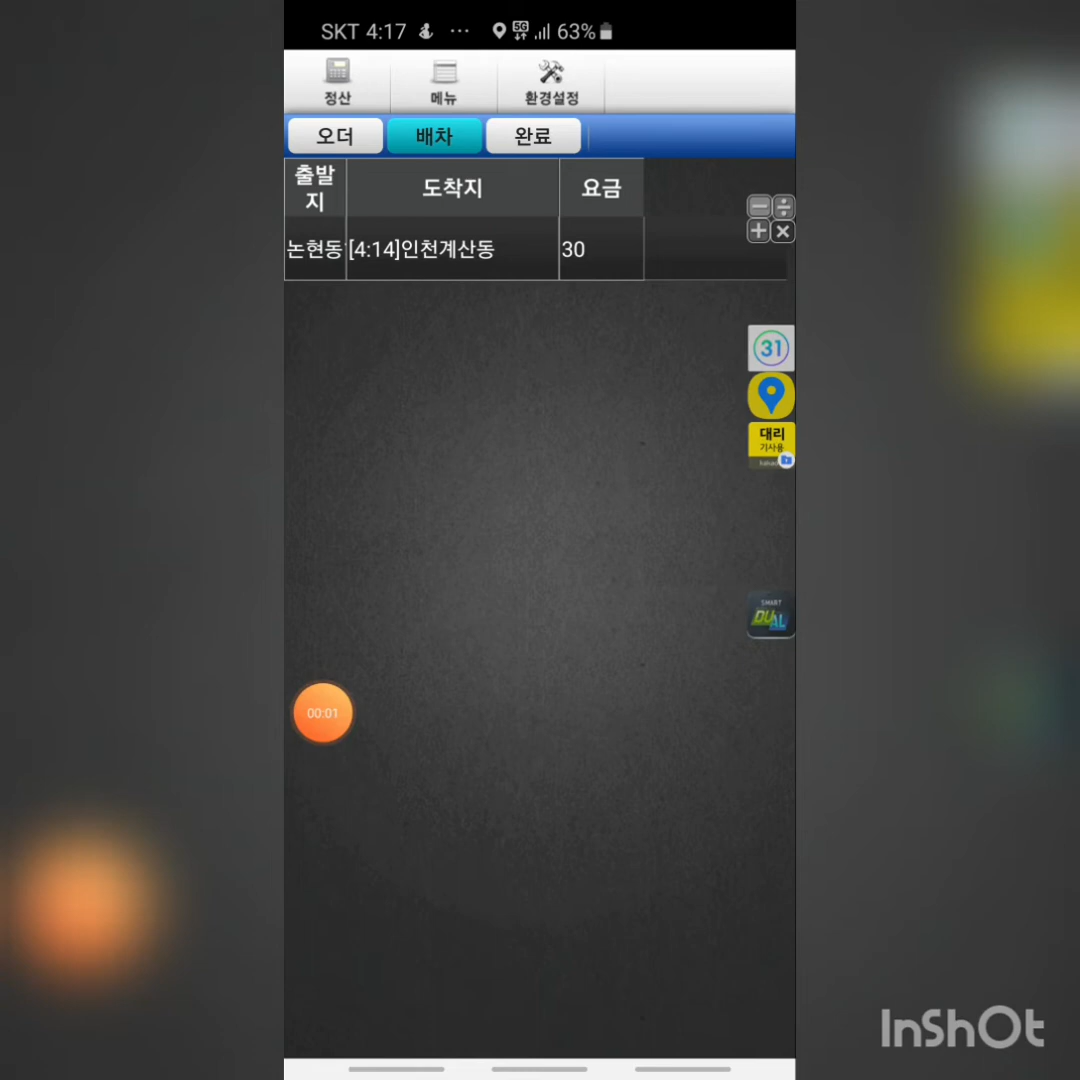 SKT 4:17 ... 5G 63%
정산 메뉴 환경설정
오더 배차 완료
출발
지
도착지 요금
논현동 [4:14]인천계산동 30
31
대리
기사용
SMART
DUAL
00:01
InShOt